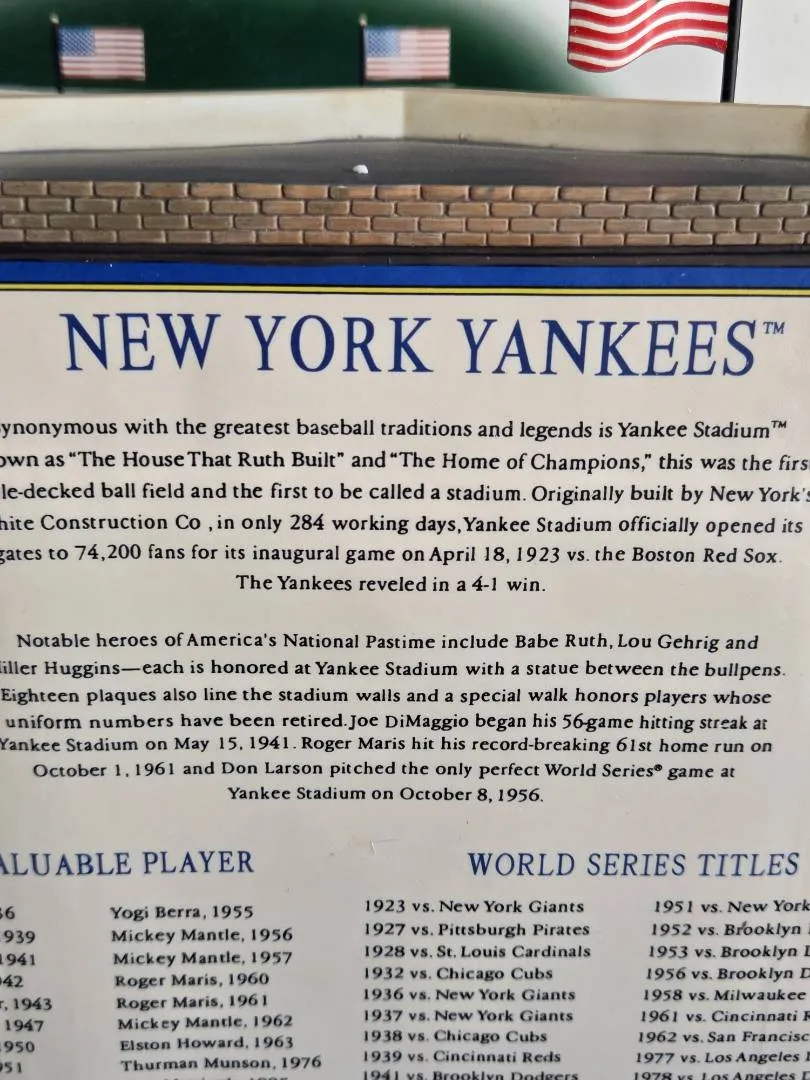 NEW YORK YANKEES™
ynonymous with the greatest baseball traditions and legends is Yankee Stadium™
own as "The House That Ruth Built" and "The Home of Champions," this was the firs
le-decked ball field and the first to be called a stadium. Originally built by New York's
hite Construction Co , in only 284 working days, Yankee Stadium officially opened its
gates to 74,200 fans for its inaugural game on April 18, 1923 vs. the Boston Red Sox.
The Yankees reveled in a 4-1 win.
Notable heroes of America's National Pastime include Babe Ruth, Lou Gehrig and
iller Huggins—each is honored at Yankee Stadium with a statue between the bullpens.
Eighteen plaques also line the stadium walls and a special walk honors players whose
uniform numbers have been retired. Joe DiMaggio began his 56-game hitting streak at
Yankee Stadium on May 15, 1941. Roger Maris hit his record-breaking 61st home run on
October 1, 1961 and Don Larson pitched the only perfect World Series® game at
Yankee Stadium on October 8, 1956.
ALUABLE PLAYER
36
939
1941
942
r, 1943
1947
1950
951
Yogi Berra, 1955
Mickey Mantle, 1956
Mickey Mantle, 1957
Roger Maris, 1960
Roger Maris, 1961
Mickey Mantle, 1962
Elston Howard, 1963
Thurman Munson, 1976
WORLD SERIES TITLES
1923 vs. New York Giants
1927 vs. Pittsburgh Pirates
1928 vs. St. Louis Cardinals
1932 vs. Chicago Cubs
1936 vs. New York Giants
1937 vs. New York Giants
1938 vs. Chicago Cubs
1939 vs. Cincinnati Reds
1941 vs. Brooklyn Dodgers
1951 vs. New York
1952 vs. Brooklyn
1953 vs. Brooklyn D
1956 vs. Brooklyn D
1958 vs. Milwaukee
1961 vs. Cincinnati R
1962 vs. San Francisc
1977 vs. Los Angeles D
1978 vs. Los Angeles D